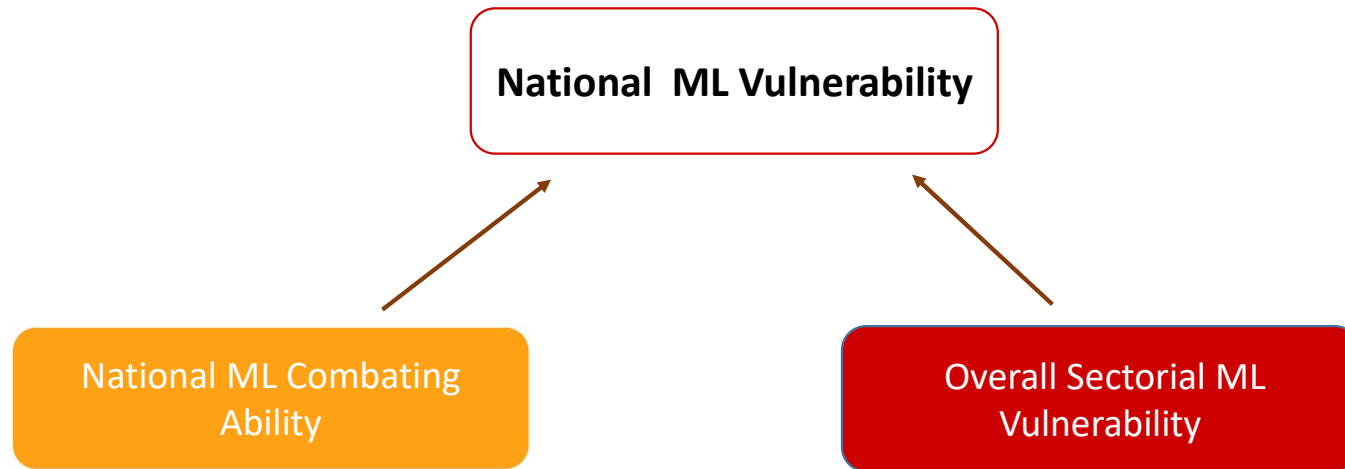 National ML Vulnerability
National ML Combating
Ability
Overall Sectorial ML
Vulnerability